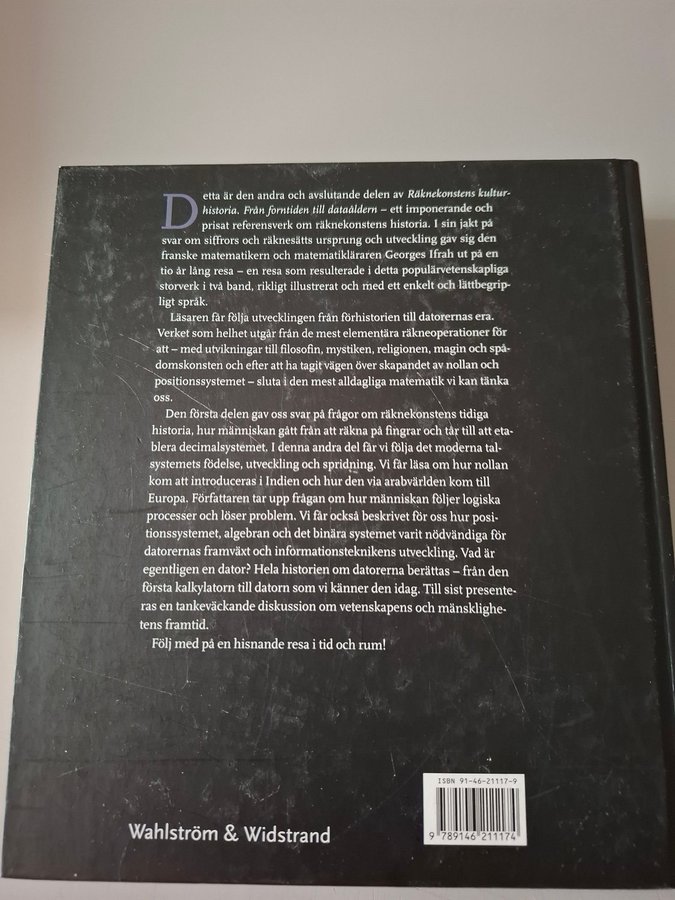 Detta är den andra och avslutande delen av Räknekonstens kultur-
historia. Från forntiden till dataåldern – ett imponerande och
prisat referensverk om räknekonstens historia. I sin jakt på
svar om siffrors och räknesätts ursprung och utveckling gav sig den
franske matematikern och matematikläraren Georges Ifrah ut på en
tio år lång resa – en resa som resulterade i detta populärvetenskapliga
storverk i två band, rikligt illustrerat och med ett enkelt och lättbegrip-
ligt språk.
Läsaren får följa utvecklingen från förhistorien till datorernas era.
Verket som helhet utgår från de mest elementära räkneoperationer för
att – med utvikningar till filosofin, mystiken, religionen, magin och spå-
domskonsten och efter att ha tagit vägen över skapandet av nollan och
positionssystemet – sluta i den mest alldagliga matematik vi kan tänka
oss.
Den första delen gav oss svar på frågor om räknekonstens tidiga
historia, hur människan gått från att räkna på fingrar och tår till att eta-
blera decimalsystemet. I denna andra del får vi följa det moderna tal-
systemets födelse, utveckling och spridning. Vi får läsa om hur nollan
kom att introduceras i Indien och hur den via arabvärlden kom till
Europa. Författaren tar upp frågan om hur människan följer logiska
processer och löser problem. Vi får också beskrivet för oss hur posi-
tionssystemet, algebran och det binära systemet varit nödvändiga för
datorernas framväxt och informationsteknikens utveckling. Vad är
egentligen en dator? Hela historien om datorerna berättas – från den
första kalkylatorn till datorn som vi känner den idag. Till sist presente-
ras en tankeväckande diskussion om vetenskapens och mänsklighe-
tens framtid.
Följ med på en hisnande resa i tid och rum!
ISBN 91-46-21117-9
9 789146 211174
Wahlström & Widstrand